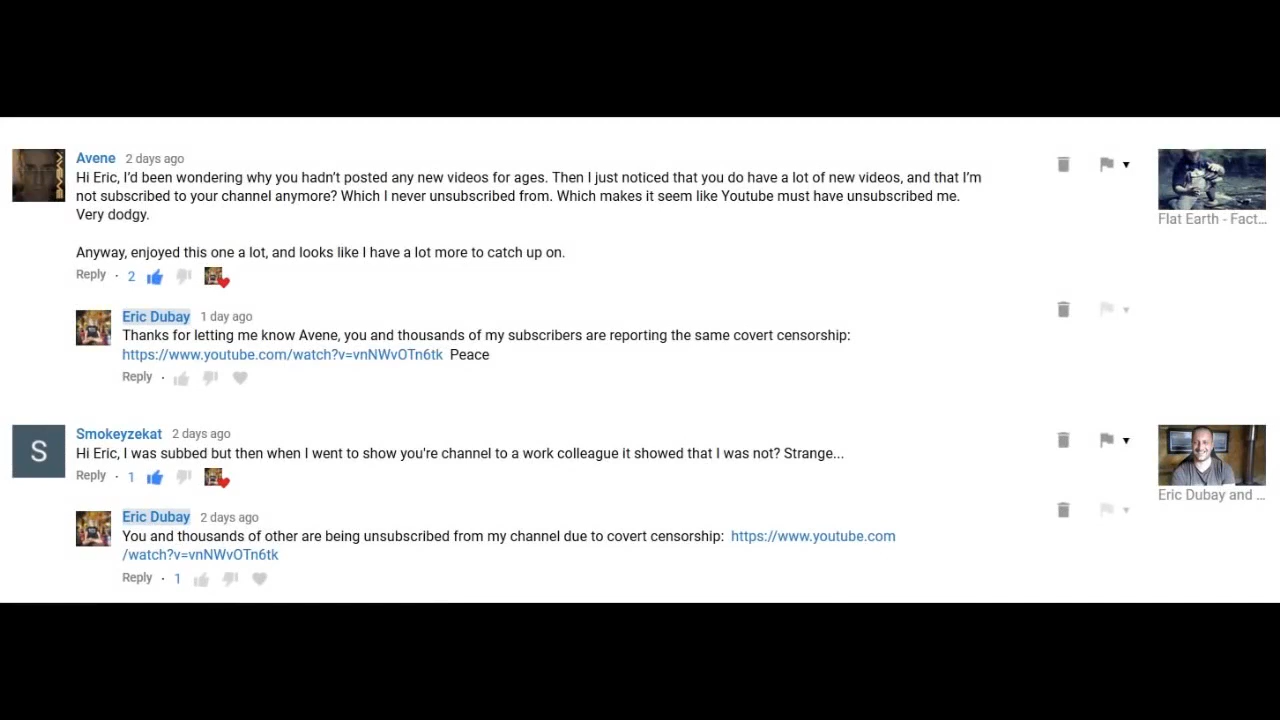 Avene 2 days ago
Hi Eric, I'd been wondering why you hadn't posted any new videos for ages. Then I just noticed that you do have a lot of new videos, and that I'm
not subscribed to your channel anymore? Which I never unsubscribed from. Which makes it seem like Youtube must have unsubscribed me.
Very dodgy.
Flat Earth - Fact...
Anyway, enjoyed this one a lot, and looks like I have a lot more to catch up on.
Reply · 2
Eric Dubay 1 day ago
Thanks for letting me know Avene, you and thousands of my subscribers are reporting the same covert censorship:
https://www.youtube.com/watch?v=vnNWvOTn6tk Peace
Reply ·
S
Smokeyzekat 2 days ago
Hi Eric, I was subbed but then when I went to show you're channel to a work colleague it showed that I was not? Strange...
Reply · 1
Eric Dubay and ...
Eric Dubay 2 days ago
You and thousands of other are being unsubscribed from my channel due to covert censorship: https://www.youtube.com
/watch?v=vnNWvOTn6tk
Reply · 1